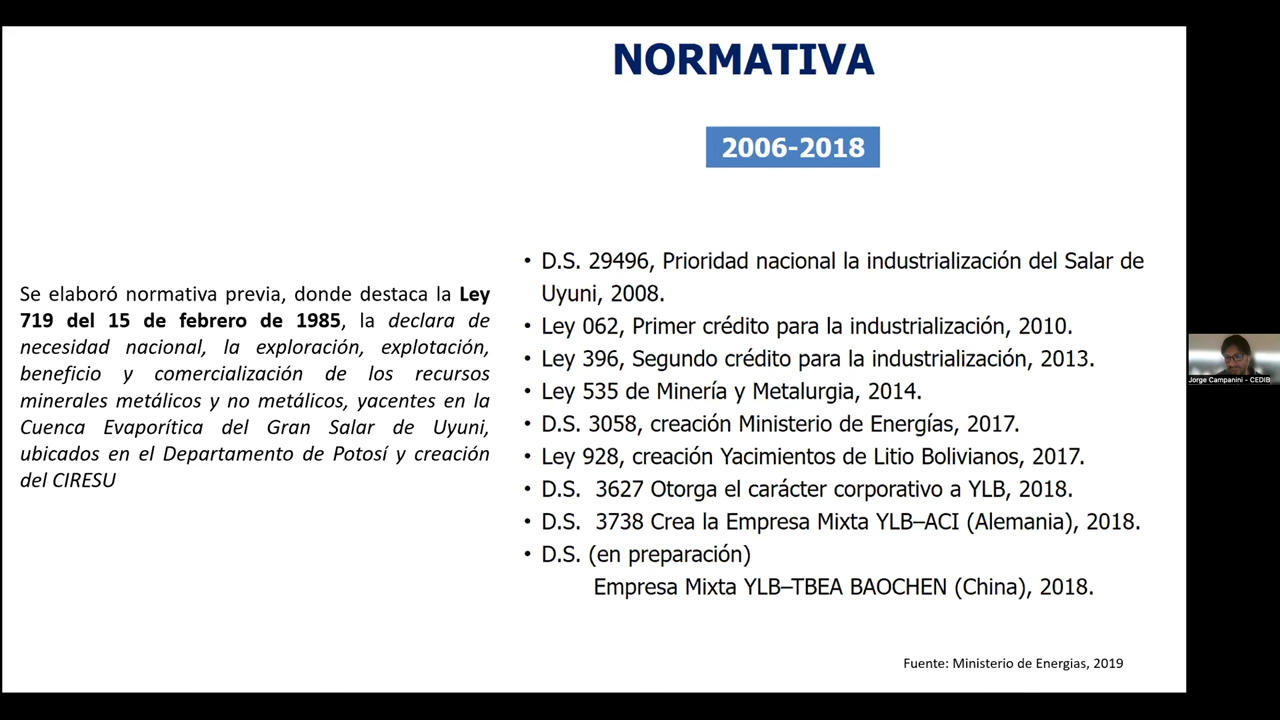 NORMATIVA
2006-2018
Se elaboró normativa previa, donde destaca la Ley
719 del 15 de febrero de 1985, la declara de
necesidad nacional, la exploración, explotación,
beneficio y comercialización de los recursos
minerales metálicos y no metálicos, yacentes en la
Cuenca Evaporítica del Gran Salar de Uyuni,
ubicados en el Departamento de Potosí y creación
del CIRESU
• D.S. 29496, Prioridad nacional la industrialización del Salar de
Uyuni, 2008.
• Ley 062, Primer crédito para la industrialización, 2010.
• Ley 396, Segundo crédito para la industrialización, 2013.
• Ley 535 de Minería y Metalurgia, 2014.
• D.S. 3058, creación Ministerio de Energías, 2017.
• Ley 928, creación Yacimientos de Litio Bolivianos, 2017.
• D.S. 3627 Otorga el carácter corporativo a YLB, 2018.
• D.S. 3738 Crea la Empresa Mixta YLB–ACI (Alemania), 2018.
• D.S. (en preparación)
Empresa Mixta YLB–TBEA BAOCHEN (China), 2018.
Fuente: Ministerio de Energias, 2019
Jorge Campanini - CEDIB